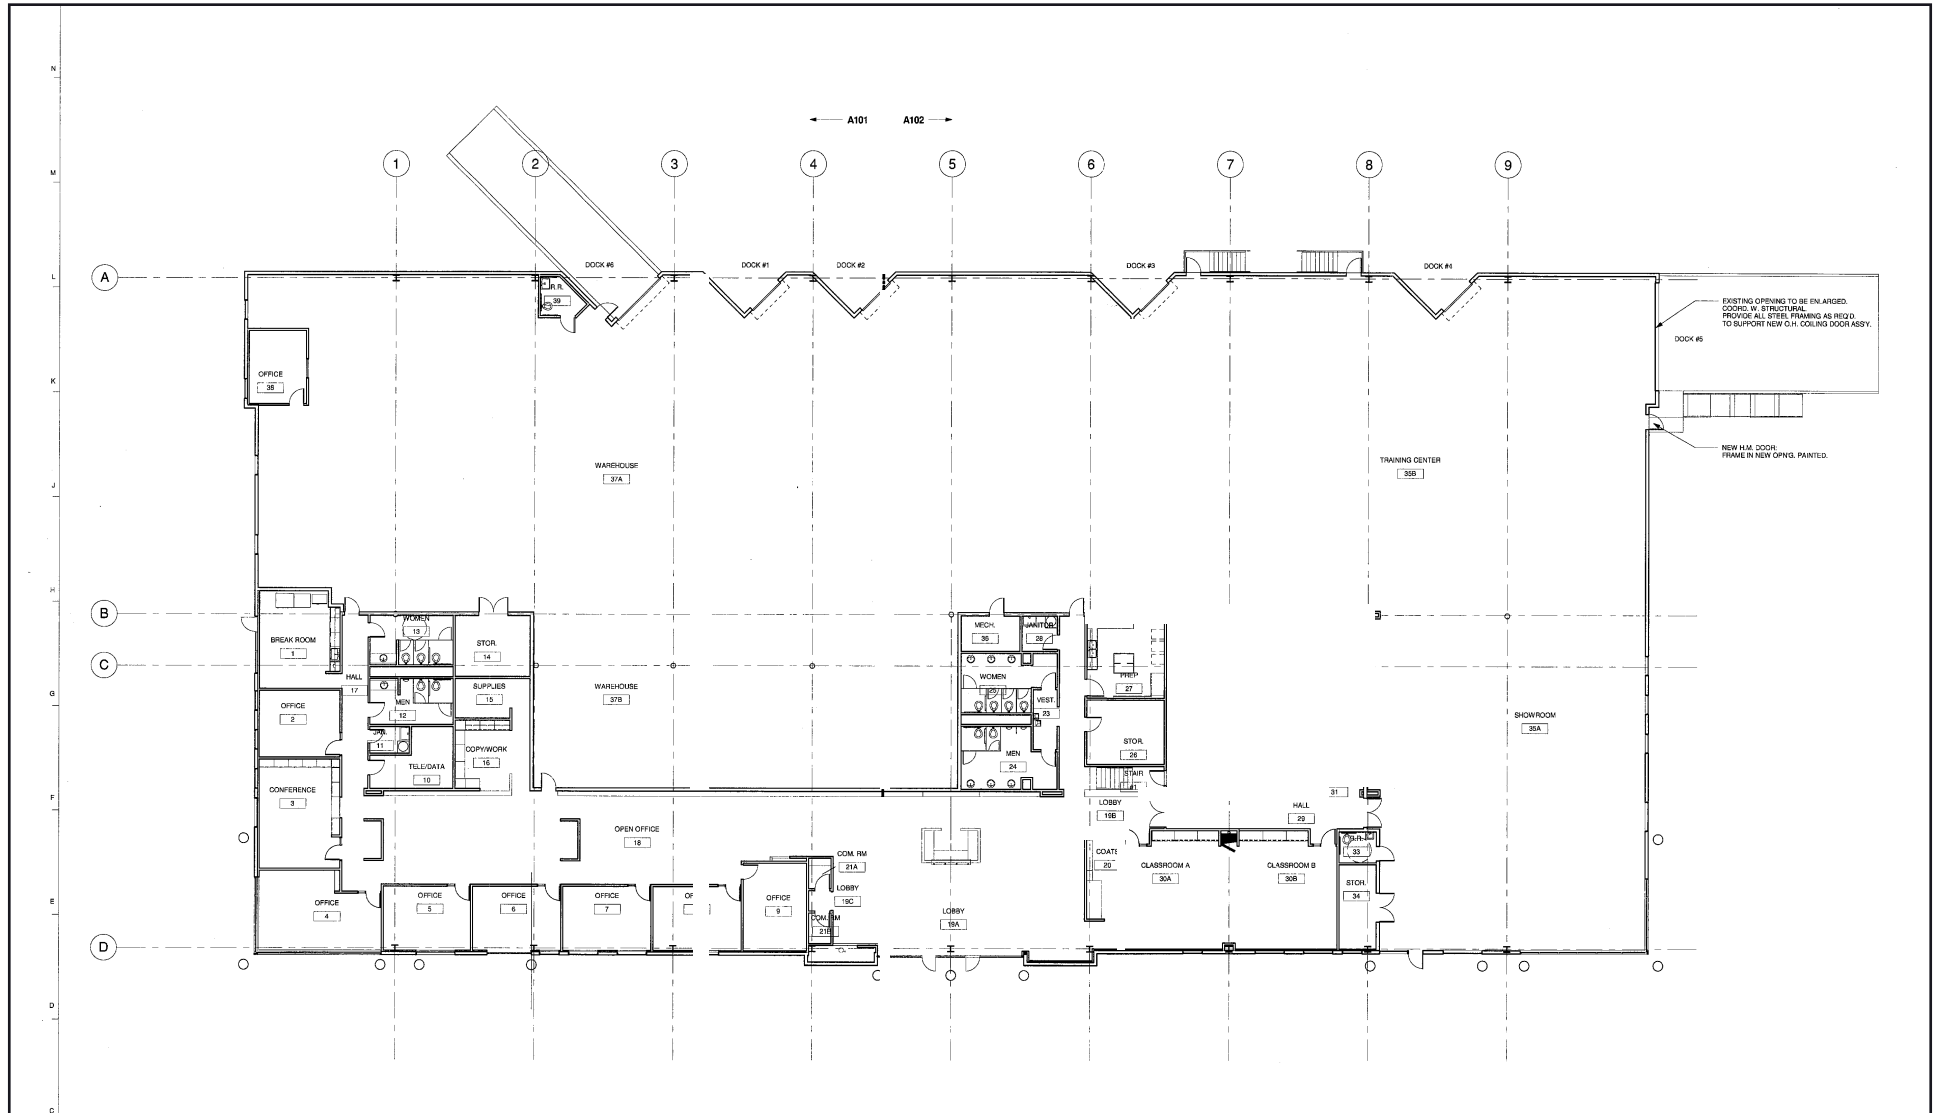 N
A101 A102
1 2 3 4 5 6 7 8 9
M
L
A
DOCK #6
DOCK #1
DOCK #2
DOCK #3
DOCK #4
R.R.
39
EXISTING OPENING TO BE ENLARGED.
COORD. W. STRUCTURAL
PROVIDE ALL STEEL FRAMING AS REQ'D.
TO SUPPORT NEW O.H. COILING DOOR ASS'Y.
DOCK #5
K
OFFICE
38
NEW H.M. DOOR:
FRAME IN NEW OPN'G. PAINTED.
WAREHOUSE
37A
TRAINING CENTER
35B
J
H
B
WOMEN
13
STOR.
14
BREAK ROOM
1
MECH.
36
JANITOR
28
C
HALL
17
SUPPLIES
15
WAREHOUSE
37B
WOMEN
PREP
27
G
OFFICE
2
MEN
12
VEST.
23
SHOWROOM
35A
JAN.
11
COPY/WORK
16
TELE/DATA
10
MEN
24
STOR.
26
STAIR
#1
CONFERENCE
3
F
LOBBY
19B
HALL
29
31
OPEN OFFICE
18
COM. RM
21A
COATS
20
CLASSROOM A
30A
CLASSROOM B
30B
33
E
OFFICE
4
OFFICE
5
OFFICE
6
OFFICE
7
OFFICE
9
LOBBY
19C
COM. RM
21B
LOBBY
19A
STOR.
34
D
D
C